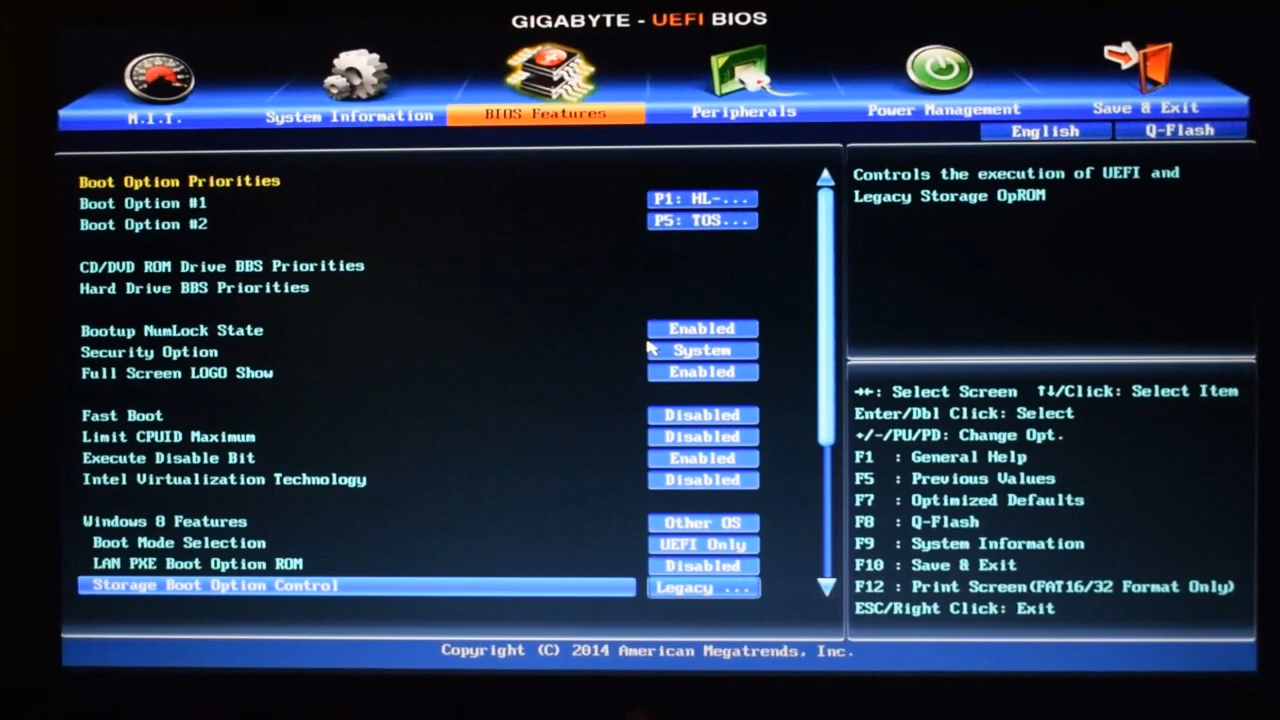 GIGABYTE - UEFI BIOS
M.I.T.
System Information
BIOS Features
Peripherals
Power Management
Save & Exit
English
Q-Flash
Boot Option Priorities
Boot Option #1 P1: HL-...
Boot Option #2 P5: TOS...
CD/DVD ROM Drive BBS Priorities
Hard Drive BBS Priorities
Bootup NumLock State Enabled
Security Option System
Full Screen LOGO Show Enabled
Fast Boot Disabled
Limit CPUID Maximum Disabled
Execute Disable Bit Enabled
Intel Virtualization Technology Disabled
Windows 8 Features Other OS
Boot Mode Selection UEFI Only
LAN PXE Boot Option ROM Disabled
Storage Boot Option Control Legacy ...
Controls the execution of UEFI and
Legacy Storage OpROM
→←: Select Screen ↑↓/Click: Select Item
Enter/Dbl Click: Select
+/-/PU/PD: Change Opt.
F1 : General Help
F5 : Previous Values
F7 : Optimized Defaults
F8 : Q-Flash
F9 : System Information
F10 : Save & Exit
F12 : Print Screen(FAT16/32 Format Only)
ESC/Right Click: Exit
Copyright (C) 2014 American Megatrends, Inc.